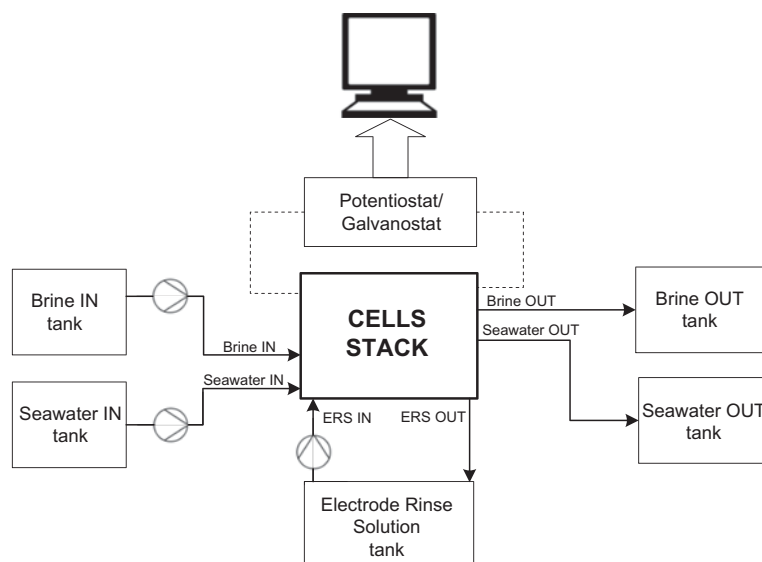 Potentiostat/
Galvanostat
Brine IN
tank
CELLS
STACK
Brine OUT
Brine OUT
tank
Seawater OUT
Brine IN
Seawater IN
Seawater IN
tank
Seawater OUT
tank
ERS IN
ERS OUT
Electrode Rinse
Solution
tank